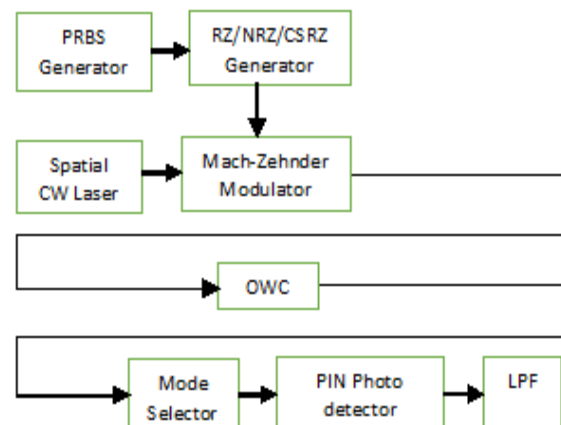 PRBS
Generator
RZ/NRZ/CSRZ
Generator
Spatial
CW Laser
Mach-Zehnder
Modulator
OWC
Mode
Selector
PIN Photo
detector
LPF